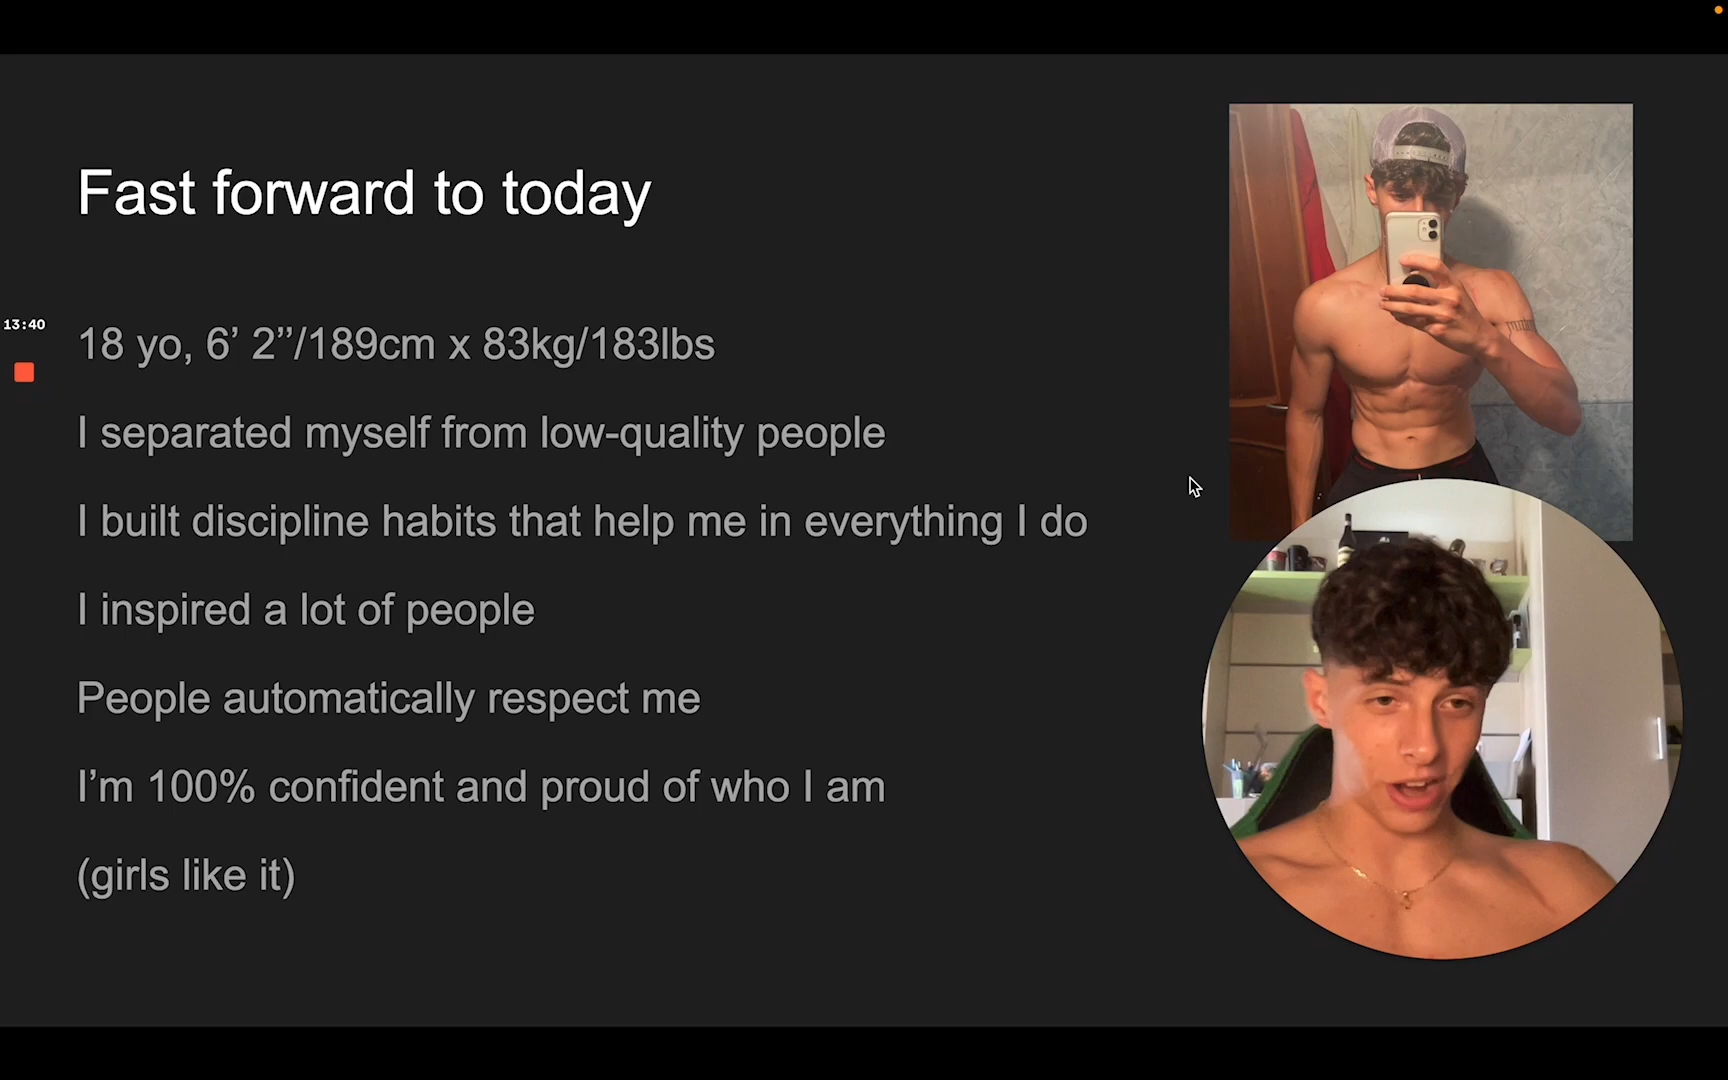 Fast forward to today
13:40
18 yo, 6’ 2”/189cm x 83kg/183lbs
I separated myself from low-quality people
I built discipline habits that help me in everything I do
I inspired a lot of people
People automatically respect me
I’m 100% confident and proud of who I am
(girls like it)